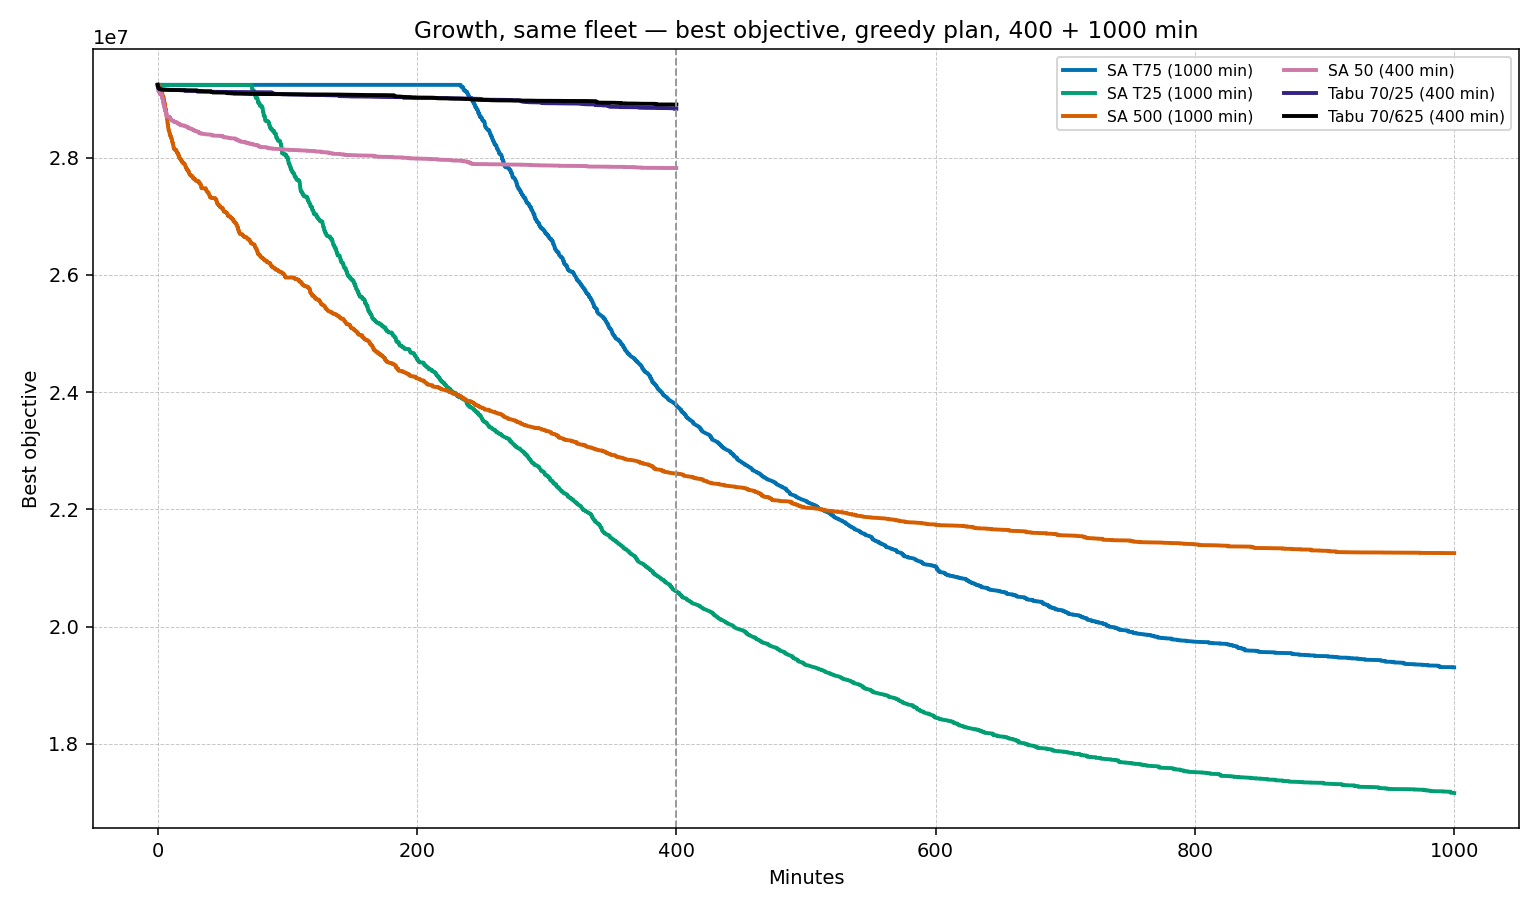 Growth, same fleet — best objective, greedy plan, 400 + 1000 min
1e7
SA T75 (1000 min)
SA T25 (1000 min)
SA 500 (1000 min)
SA 50 (400 min)
Tabu 70/25 (400 min)
Tabu 70/625 (400 min)
2.8
2.6
2.4
2.2
2.0
1.8
Best objective
0 200 400 600 800 1000
Minutes